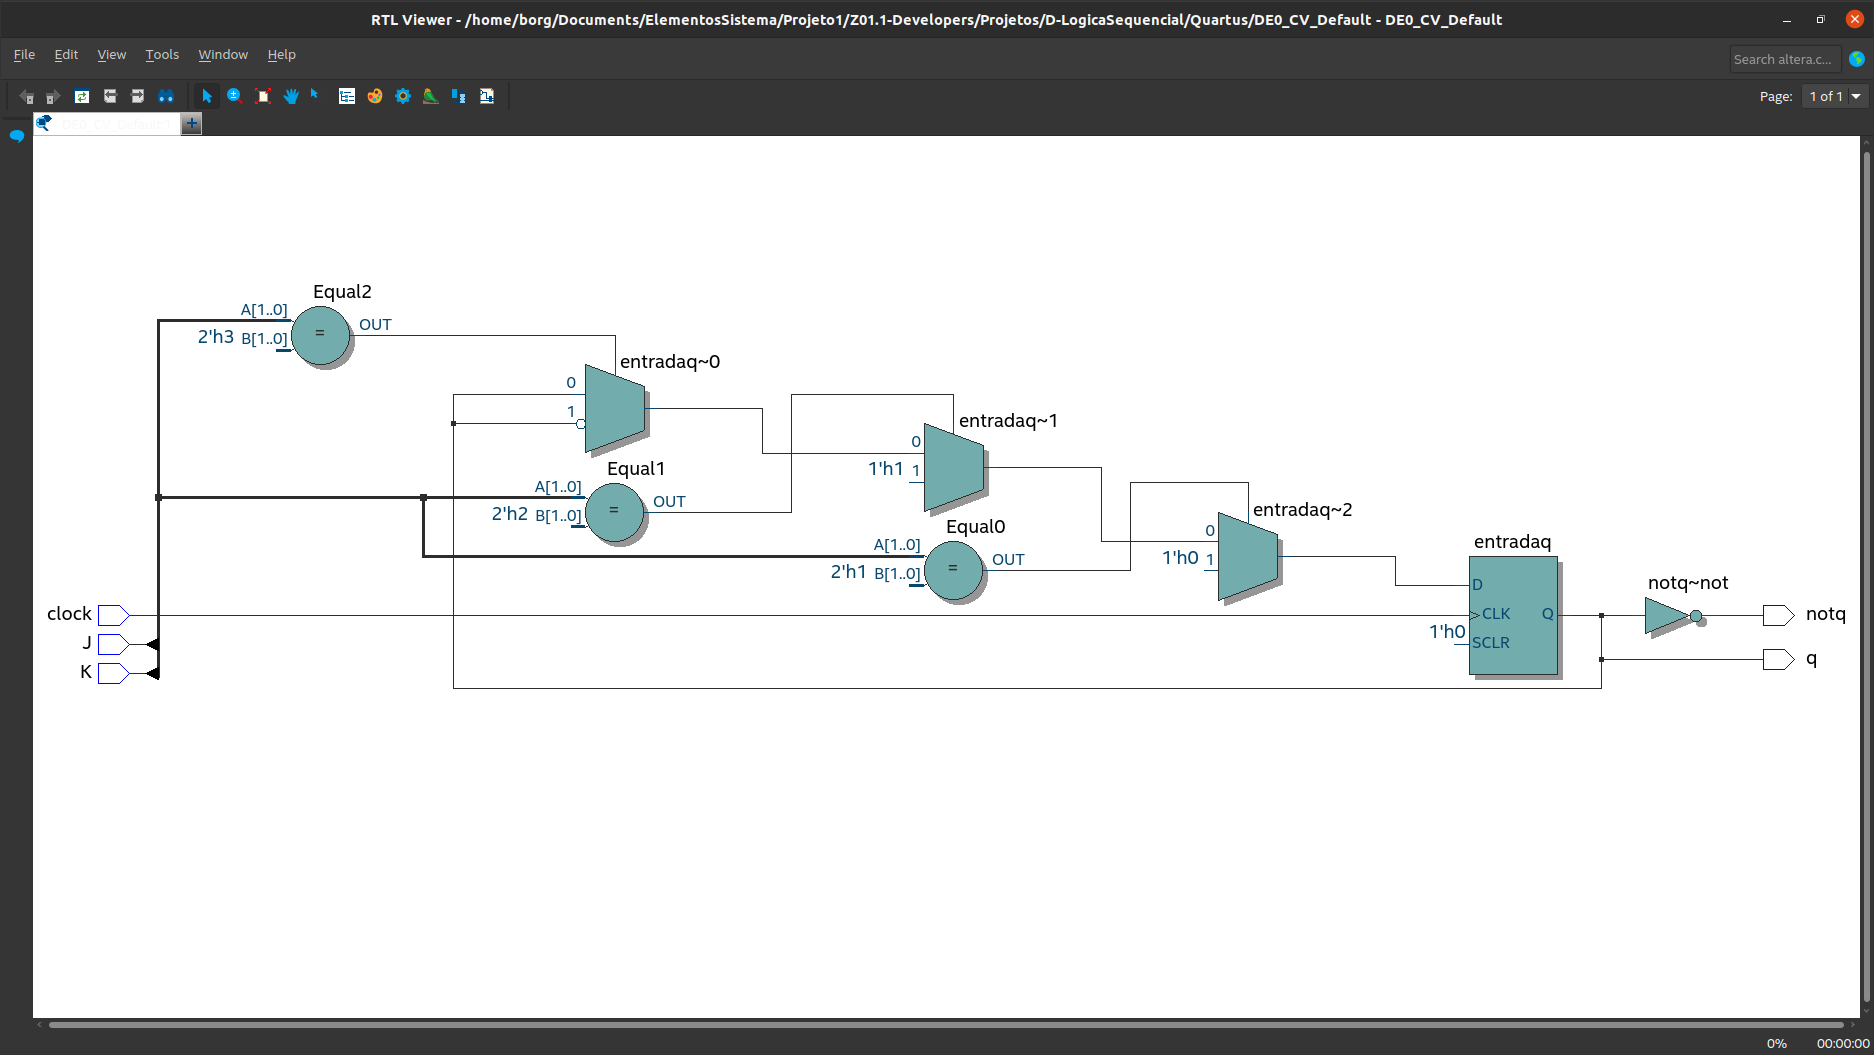 RTL Viewer - /home/borg/Documents/ElementosSistema/Projeto1/Z01.1-Developers/Projetos/D-LogicaSequencial/Quartus/DE0_CV_Default - DE0_CV_Default
File Edit View Tools Window Help
Search altera.c...
Page: 1 of 1
Equal2
A[1..0]
2'h3 B[1..0]
=
OUT
entradaq~0
0
1
entradaq~1
0
1'h1 1
Equal1
A[1..0]
2'h2 B[1..0]
=
OUT
entradaq~2
0
1'h0 1
Equal0
A[1..0]
2'h1 B[1..0]
=
OUT
entradaq
D
CLK
Q
1'h0
SCLR
notq~not
notq
q
clock
J
K
0% 00:00:00